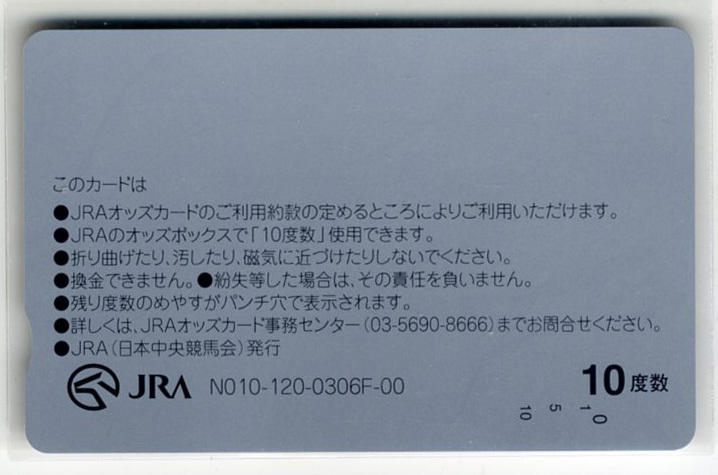 このカードは
●JRAオッズカードのご利用約款の定めるところによりご利用いただけます。
●JRAのオッズボックスで「10度数」使用できます。
●折り曲げたり、汚したり、磁気に近づけたりしないでください。
●換金できません。●紛失等した場合は、その責任を負いません。
●残り度数のめやすがパンチ穴で表示されます。
●詳しくは、JRAオッズカード事務センター(03-5690-8666)までお問合せください。
●JRA(日本中央競馬会)発行
JRA N010-120-0306F-00 10度数
10 5 1 0